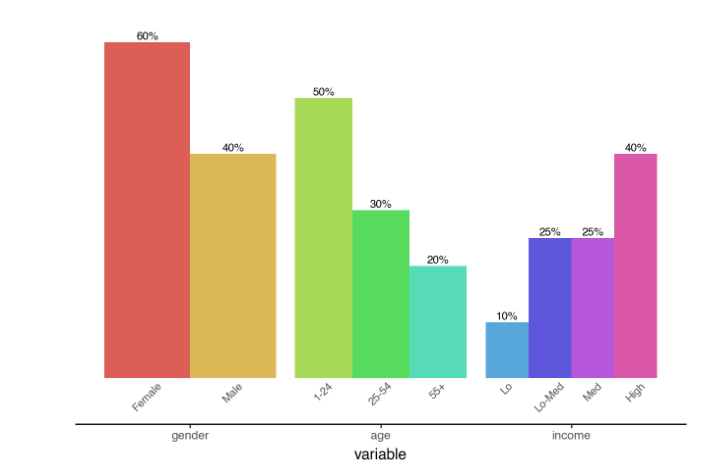 60%
50%
40%
40%
30%
25%
25%
20%
10%
Female
Male
1-24
25-54
55+
Lo
Lo-Med
Med
High
gender
age
income
variable